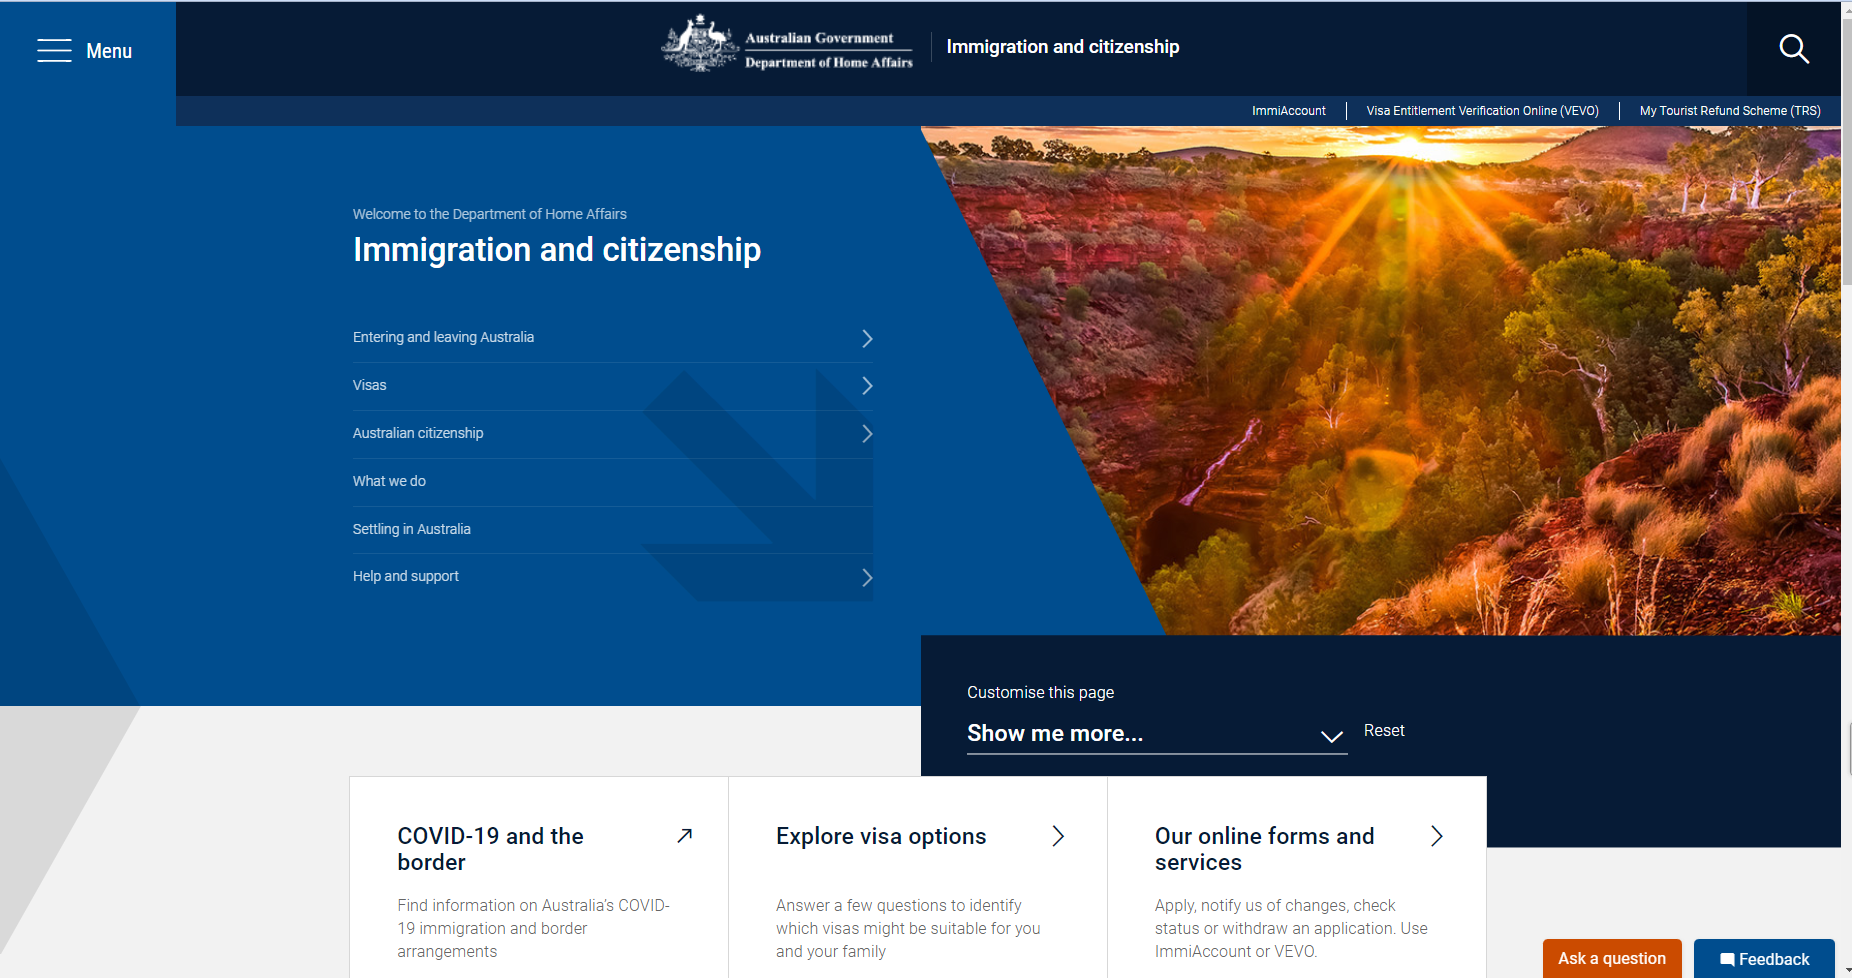 Menu
Australian Government
Department of Home Affairs
Immigration and citizenship
ImmiAccount
Visa Entitlement Verification Online (VEVO)
My Tourist Refund Scheme (TRS)
Welcome to the Department of Home Affairs
Immigration and citizenship
Entering and leaving Australia
Visas
Australian citizenship
What we do
Settling in Australia
Help and support
Customise this page
Show me more...
Reset
COVID-19 and the
border
Find information on Australia's COVID-
19 immigration and border
arrangements
Explore visa options
Answer a few questions to identify
which visas might be suitable for you
and your family
Our online forms and
services
Apply, notify us of changes, check
status or withdraw an application. Use
ImmiAccount or VEVO.
Ask a question
Feedback